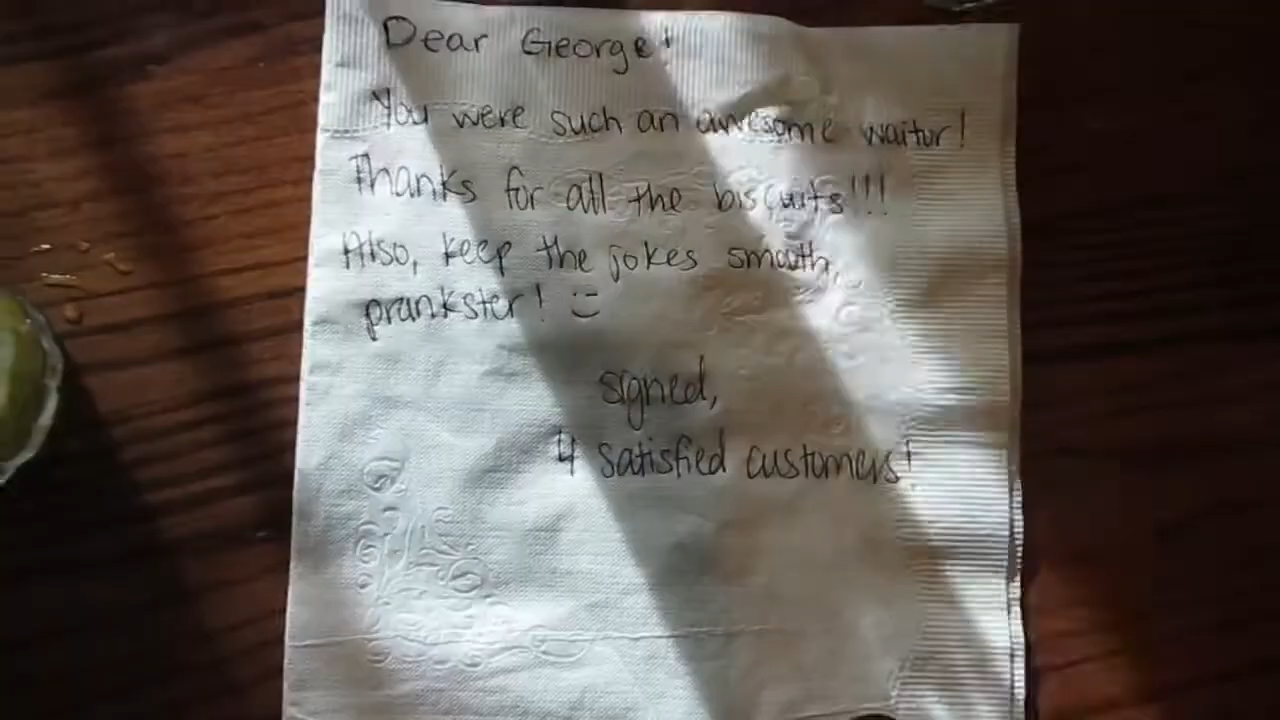 Dear George!
You were such an awesome waitor!
Thanks for all the biscuits!!!
Also, keep the jokes smooth,
prankster! :)
signed,
4 satisfied customers!